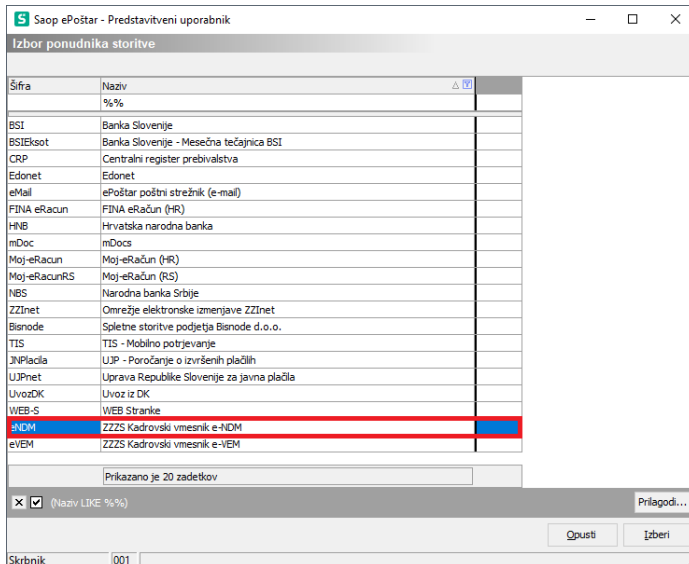 Saop ePoštar - Predstavitveni uporabnik
Izbor ponudnika storitve
Šifra Naziv
%%
BSI Banka Slovenije
BSIEksot Banka Slovenije - Mesečna tečajnica BSI
CRP Centralni register prebivalstva
Edonet Edonet
eMail ePoštar poštni strežnik (e-mail)
FINA eRacun FINA eRačun (HR)
HNB Hrvatska narodna banka
mDoc mDocs
Moj-eRacun Moj-eRačun (HR)
Moj-eRacunRS Moj-eRačun (RS)
NBS Narodna banka Srbije
ZZInet Omrežje elektronske izmenjave ZZInet
Bisnode Spletne storitve podjetja Bisnode d.o.o.
TIS TIS - Mobilno potrjevanje
JNPlacila UJP - Poročanje o izvršenih plačilih
UJPnet Uprava Republike Slovenije za javna plačila
UvozDK Uvoz iz DK
WEB-S WEB Stranke
eNDM ZZZS Kadrovski vmesnik e-NDM
eVEM ZZZS Kadrovski vmesnik e-VEM
Prikazano je 20 zadetkov
(Naziv LIKE %%) Prilagodi...
Opusti Izberi
Skrbnik 001